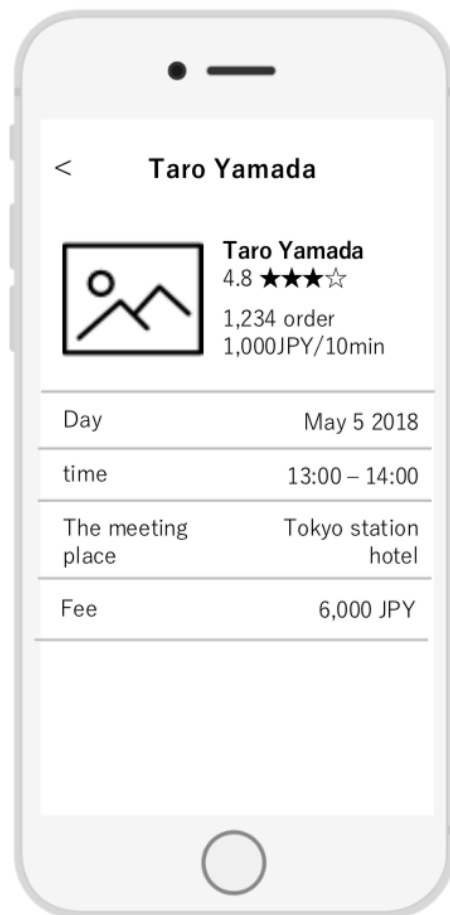 < Taro Yamada
Taro Yamada
4.8 ★★★☆
1,234 order
1,000JPY/10min
Day May 5 2018
time 13:00 – 14:00
The meeting place Tokyo station hotel
Fee 6,000 JPY